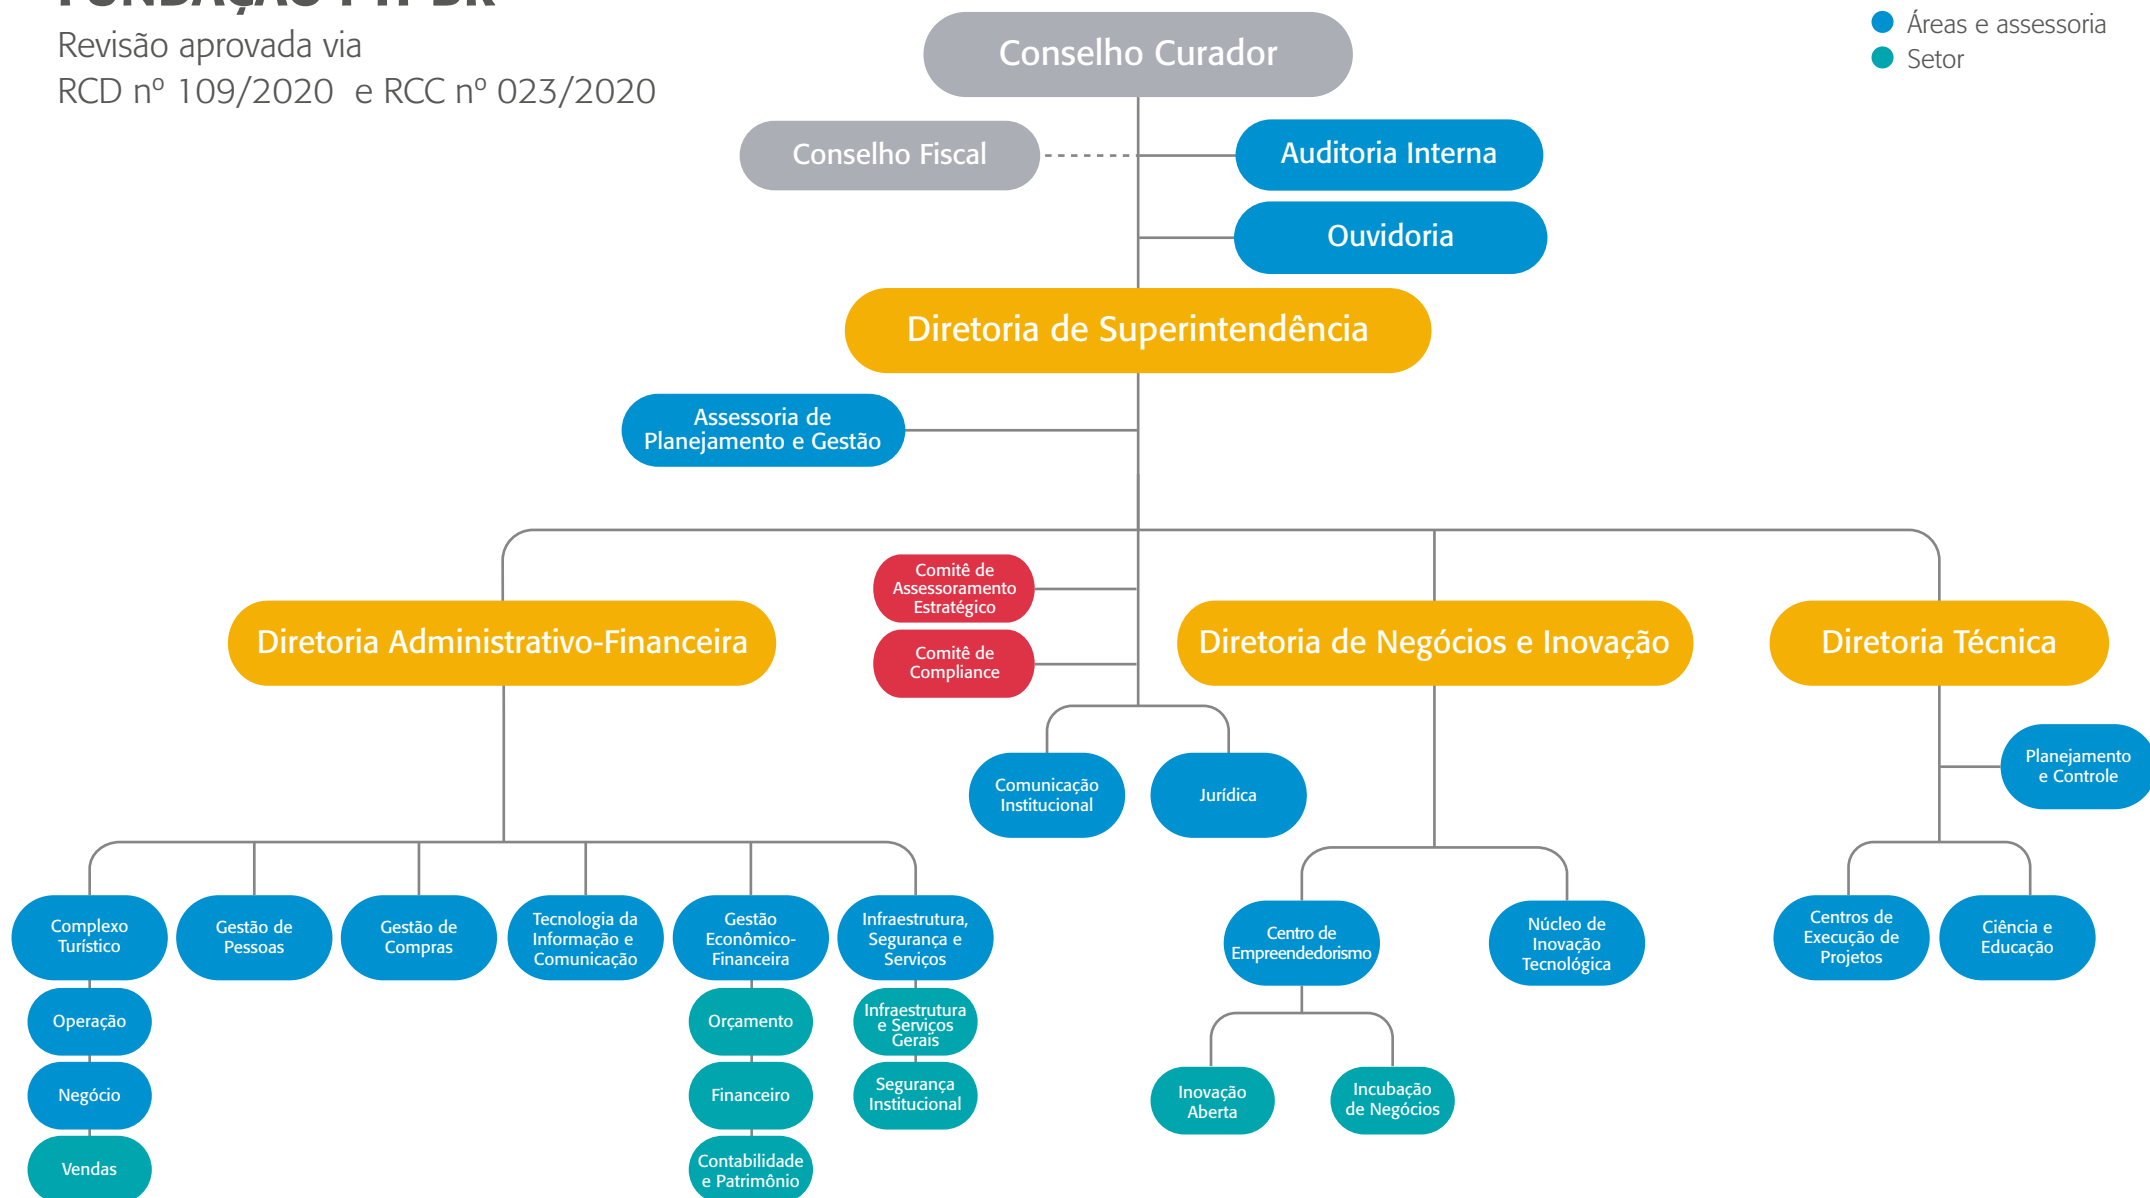 FUNDAÇÃO PTI-BR
Revisão aprovada via
RCD nº 109/2020 e RCC nº 023/2020
Áreas e assessoria
Setor
Conselho Curador
Conselho Fiscal
Auditoria Interna
Ouvidoria
Diretoria de Superintendência
Assessoria de
Planejamento e Gestão
Comitê de
Assessoramento
Estratégico
Comitê de
Compliance
Diretoria Administrativo-Financeira
Diretoria de Negócios e Inovação
Diretoria Técnica
Comunicação
Institucional
Jurídica
Planejamento
e Controle
Complexo
Turístico
Gestão de
Pessoas
Gestão de
Compras
Tecnologia da
Informação e
Comunicação
Gestão
Econômico-
Financeira
Infraestrutura,
Segurança e
Serviços
Centro de
Empreendedorismo
Núcleo de
Inovação
Tecnológica
Centros de
Execução de
Projetos
Ciência e
Educação
Operação
Negócio
Vendas
Orçamento
Financeiro
Contabilidade
e Patrimônio
Infraestrutura
e Serviços
Gerais
Segurança
Institucional
Inovação
Aberta
Incubação
de Negócios